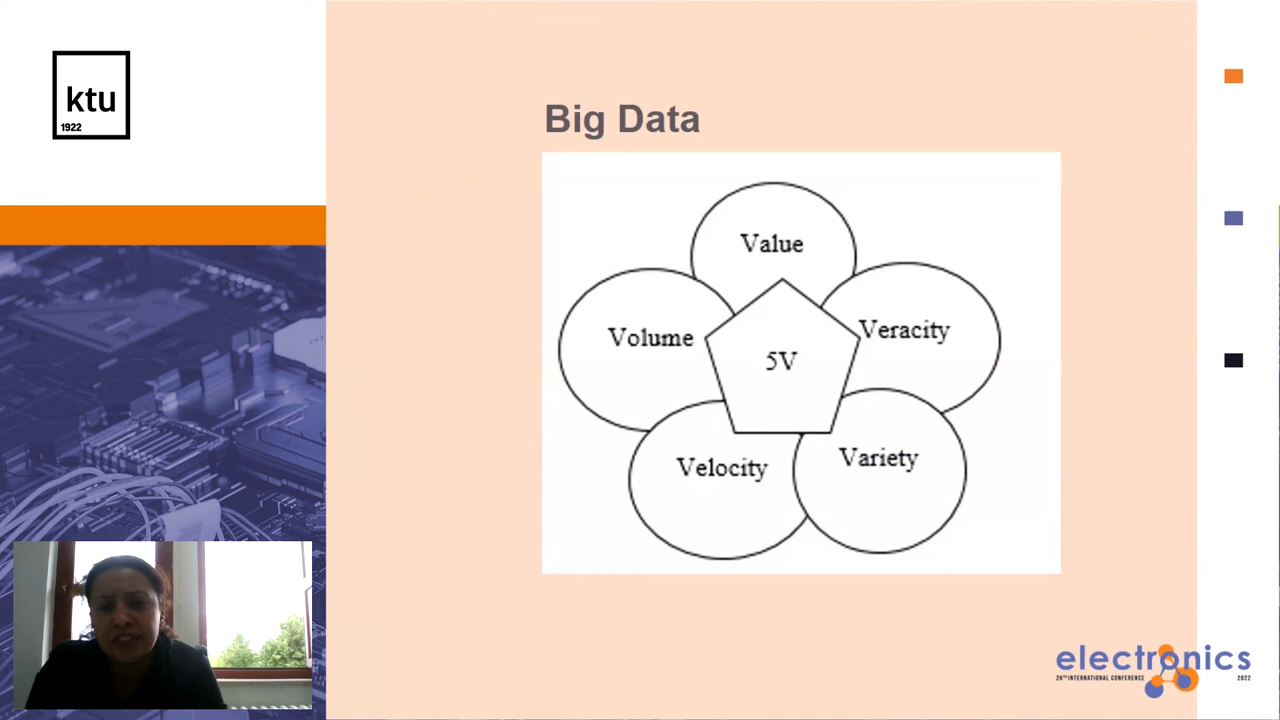 ktu
1922
Big Data
Value
Volume
Veracity
5V
Velocity
Variety
electronics
26TH INTERNATIONAL CONFERENCE 2022